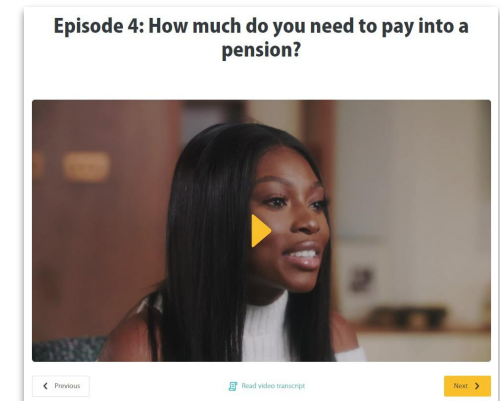 Episode 4: How much do you need to pay into a
pension?
Previous
Read video transcript
Next